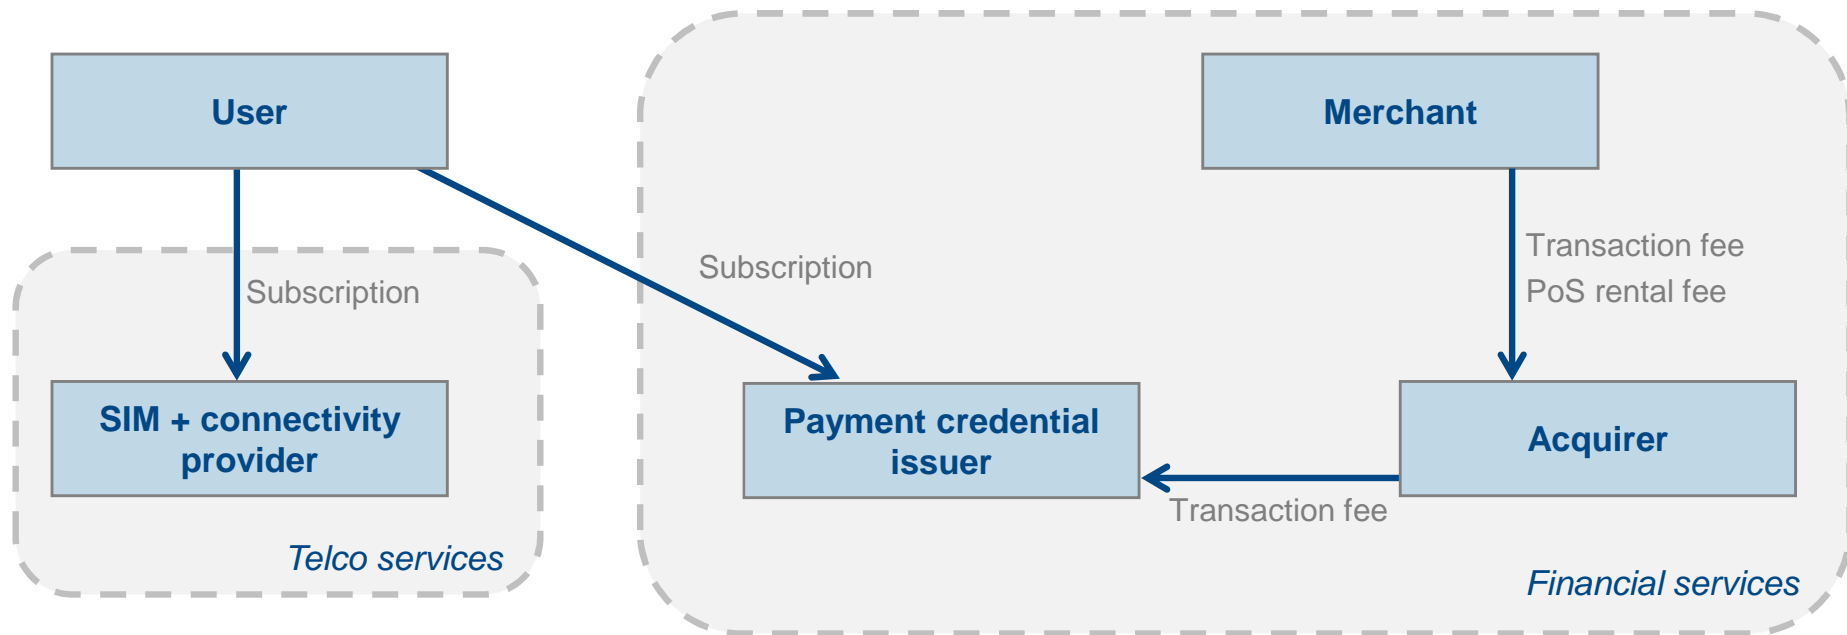 User
Merchant
Subscription
Subscription
Transaction fee
PoS rental fee
SIM + connectivity
provider
Payment credential
issuer
Acquirer
Transaction fee
Telco services
Financial services